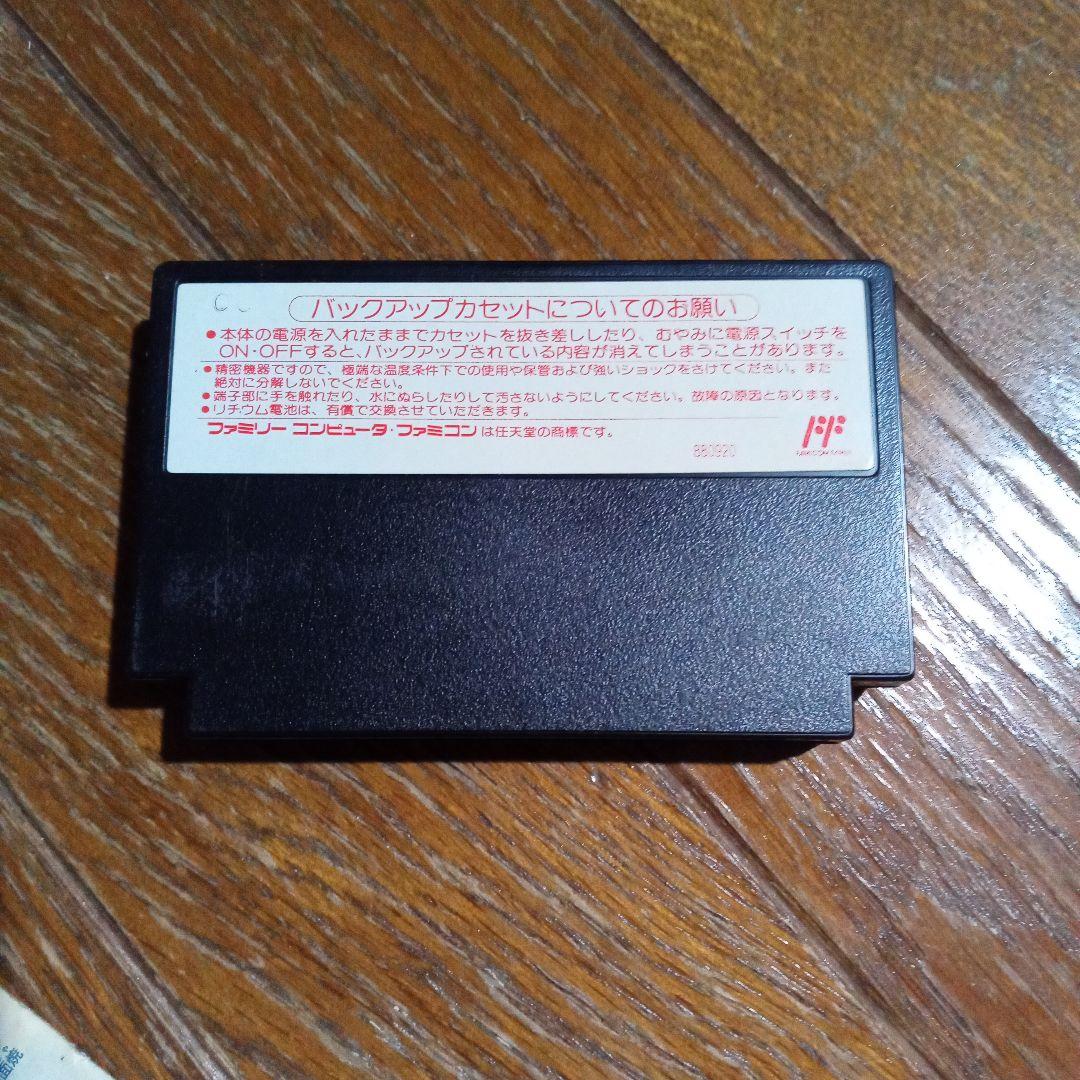 バックアップカセットについてのお願い
●本体の電源を入れたままでカセットを抜き差ししたり、おやみに電源スイッチを
ON・OFFすると、バックアップされている内容が消えてしまうことがあります。
●精密機器ですので、極端な温度条件下での使用や保管および強いショックをさけてください。また
絶対に分解しないでください。
●端子部に手を触れたり、水にぬらしたりして汚さないようにしてください。故障の原因となります。
●リチウム電池は、有償で交換させていただきます。
ファミリー コンピュータ・ファミコンは任天堂の商標です。
880920
面焼